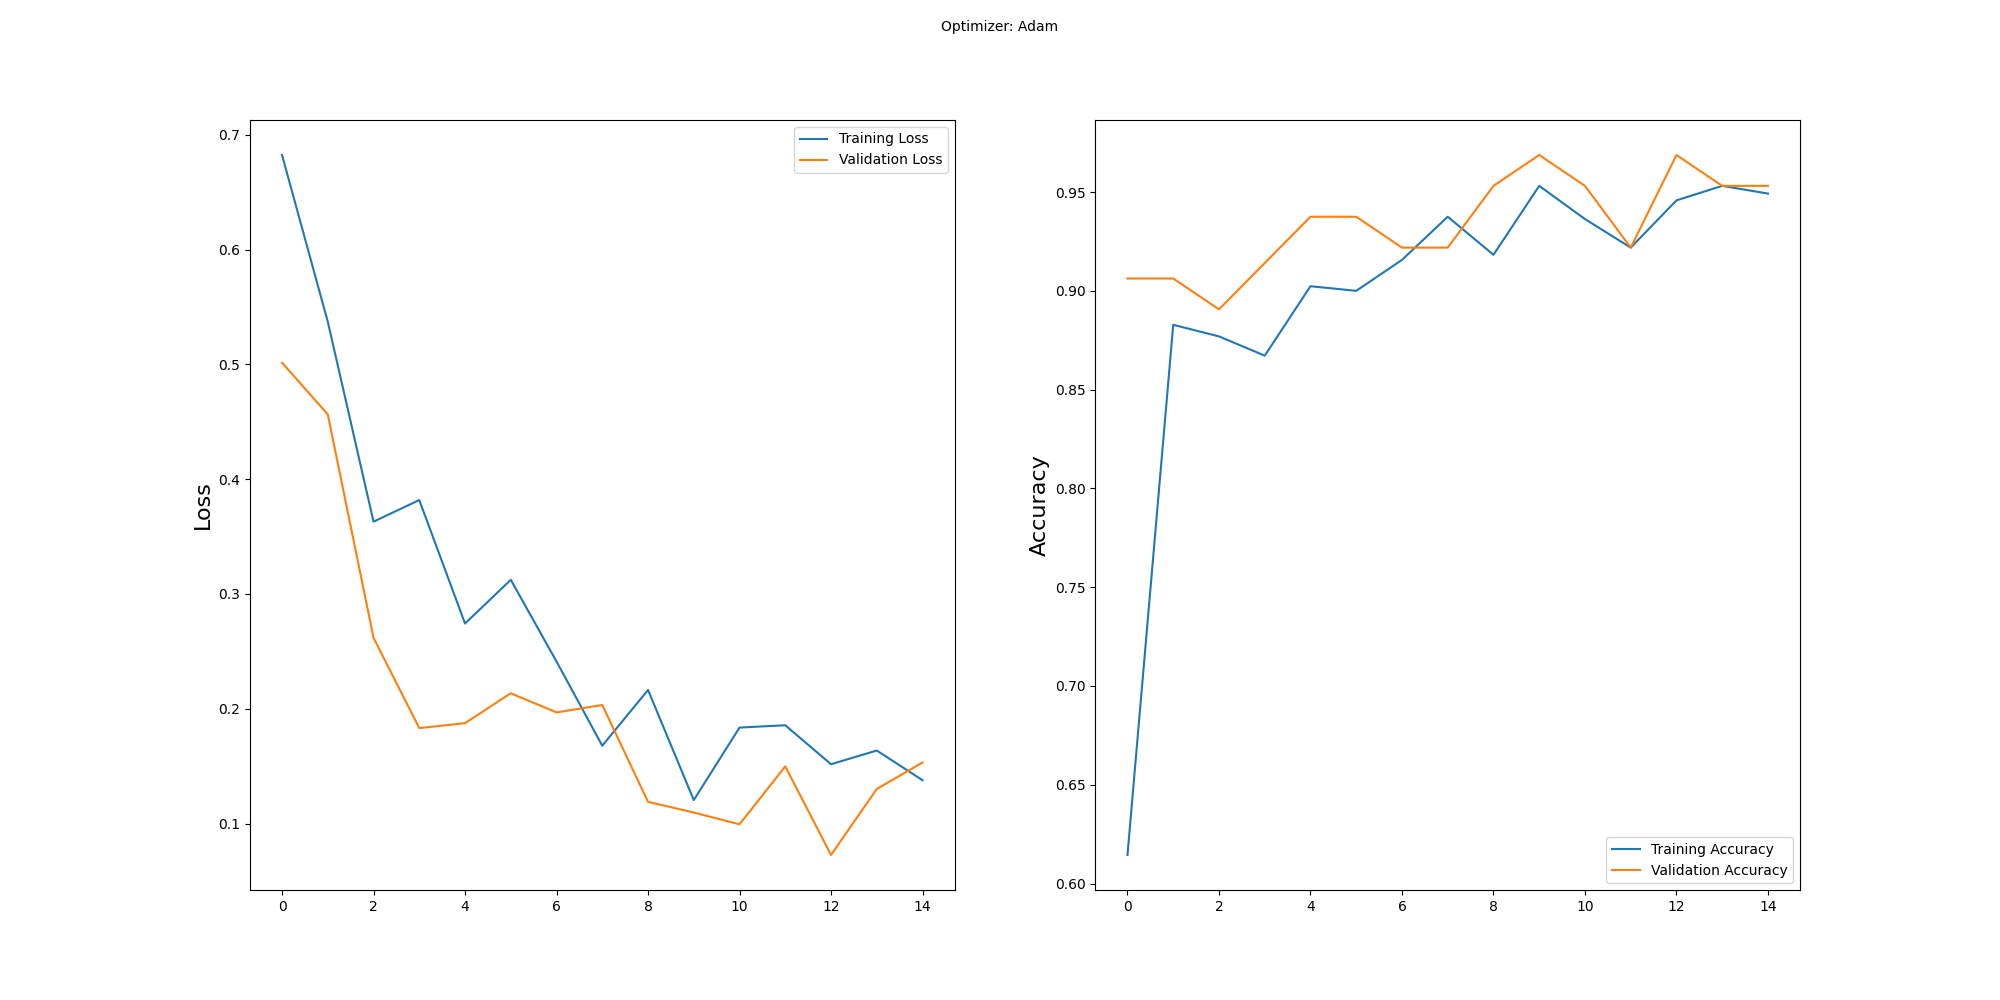 Optimizer: Adam
Loss
0.7
0.6
0.5
0.4
0.3
0.2
0.1
0 2 4 6 8 10 12 14
Training Loss
Validation Loss
Accuracy
0.95
0.90
0.85
0.80
0.75
0.70
0.65
0.60
0 2 4 6 8 10 12 14
Training Accuracy
Validation Accuracy